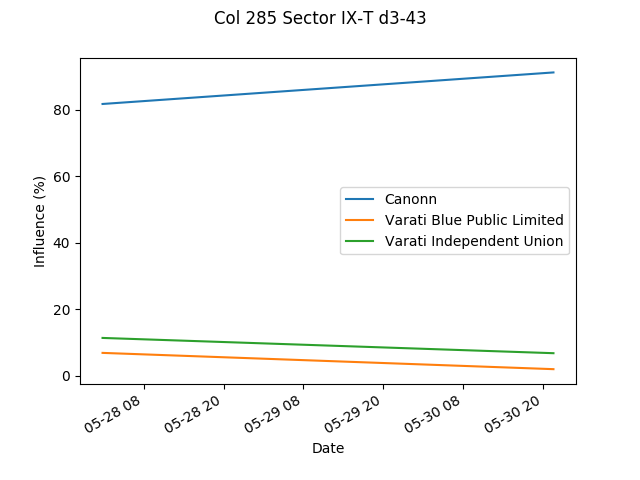 Col 285 Sector IX-T d3-43
80
60
40
20
0
Influence (%)
Canonn
Varati Blue Public Limited
Varati Independent Union
05-28 08
05-28 20
05-29 08
05-29 20
05-30 08
05-30 20
Date